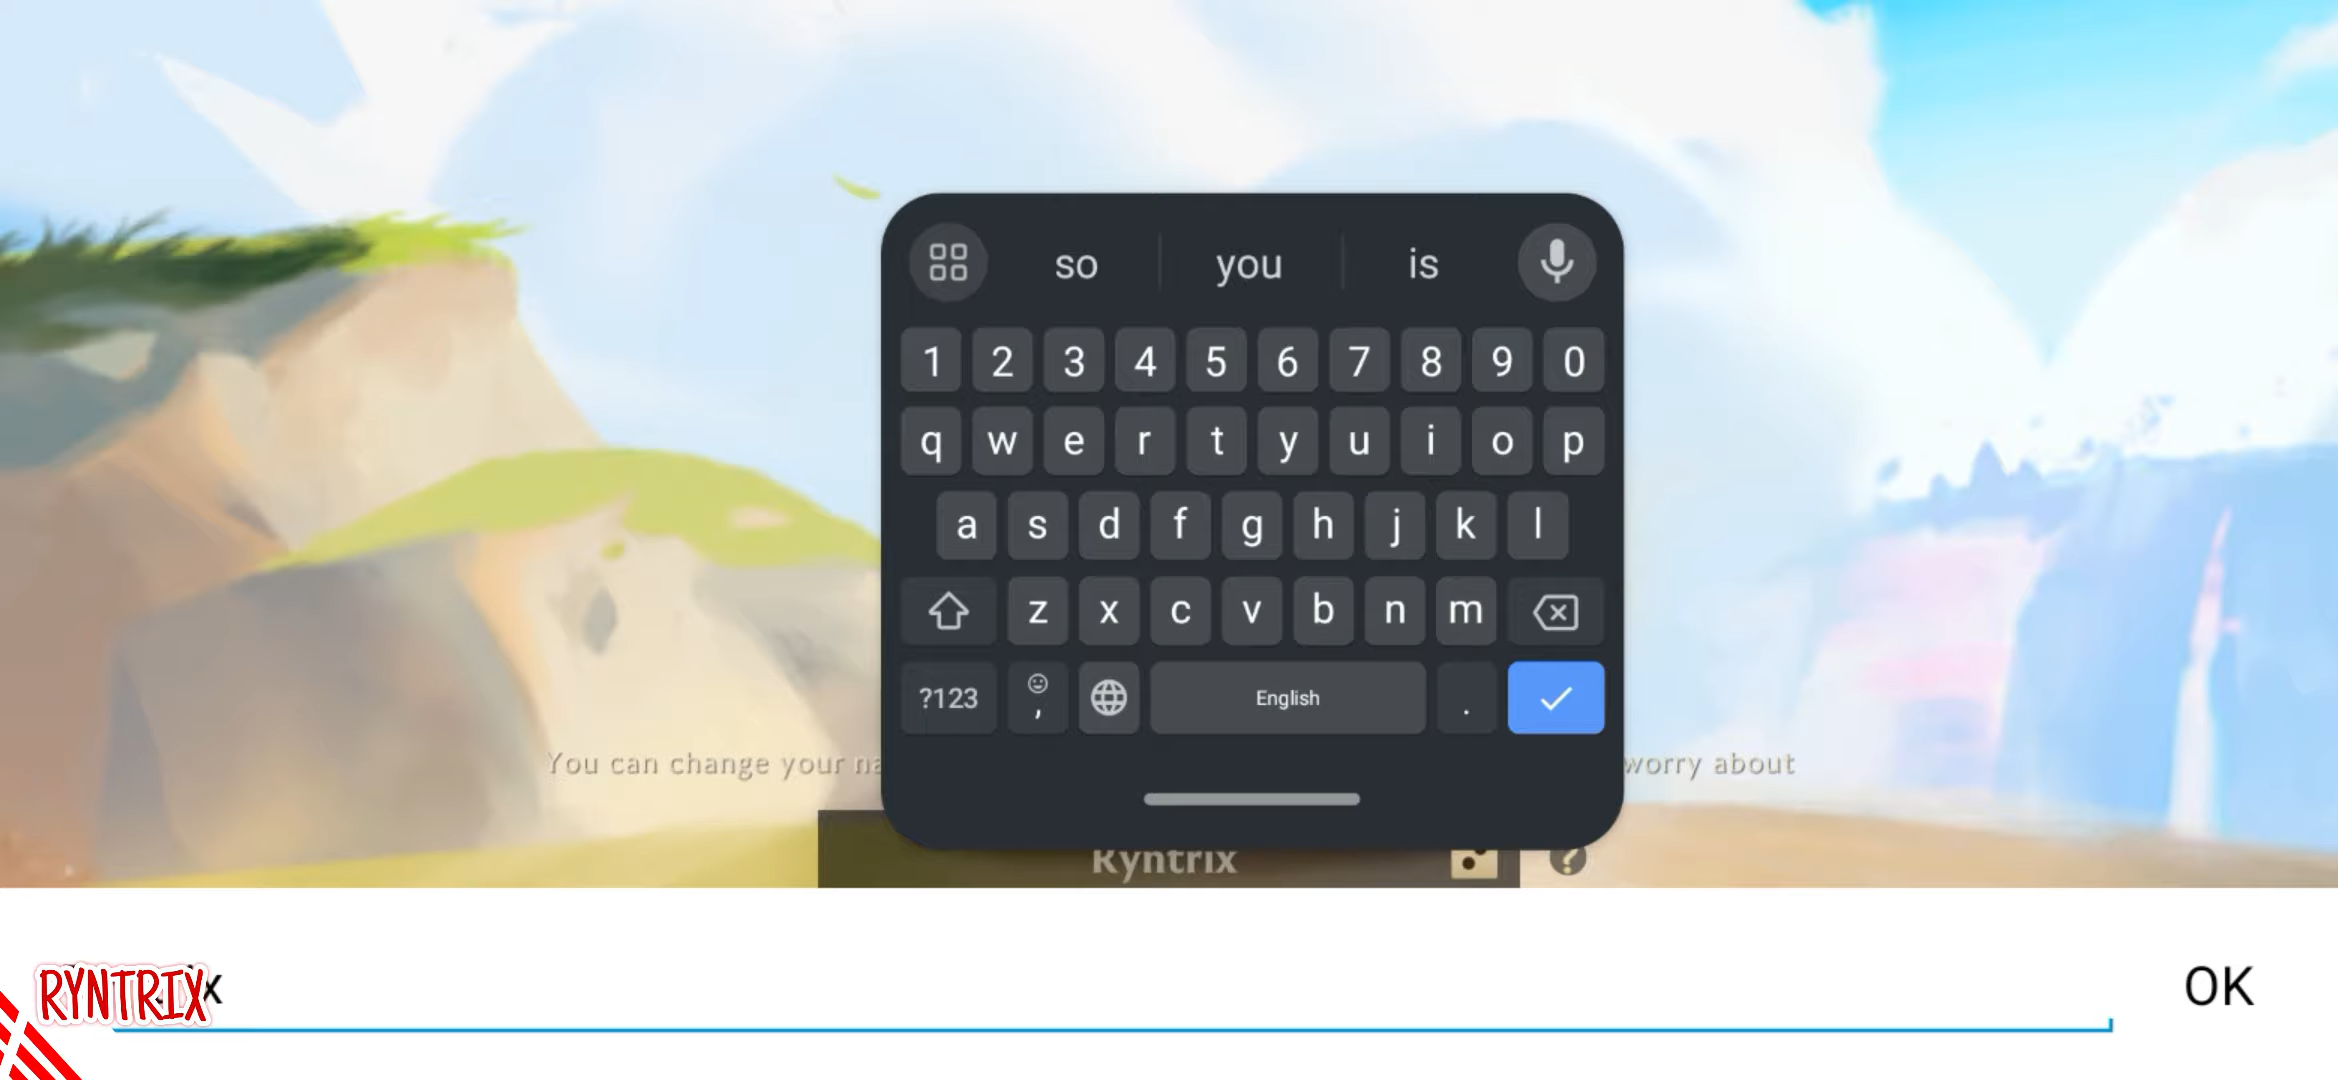 so you is
1 2 3 4 5 6 7 8 9 0
q w e r t y u i o p
a s d f g h j k l
z x c v b n m
?123 , English .
You can change your na worry about
Ryntrix
RYNTRIX x OK